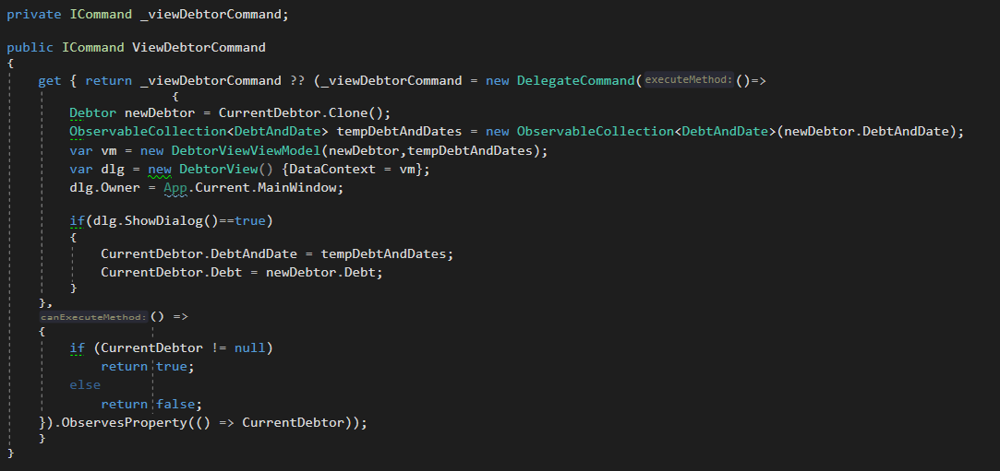 private ICommand _viewDebtorCommand;
public ICommand ViewDebtorCommand
{
get { return _viewDebtorCommand ?? (_viewDebtorCommand = new DelegateCommand(executeMethod: ()=>
{
Debtor newDebtor = CurrentDebtor.Clone();
ObservableCollection<DebtAndDate> tempDebtAndDates = new ObservableCollection<DebtAndDate>(newDebtor.DebtAndDate);
var vm = new DebtorViewViewModel(newDebtor,tempDebtAndDates);
var dlg = new DebtorView() {DataContext = vm};
dlg.Owner = App.Current.MainWindow;
if(dlg.ShowDialog()==true)
{
CurrentDebtor.DebtAndDate = tempDebtAndDates;
CurrentDebtor.Debt = newDebtor.Debt;
}
},
canExecuteMethod: () =>
{
if (CurrentDebtor != null)
return true;
else
return false;
}).ObservesProperty(() => CurrentDebtor));
}
}